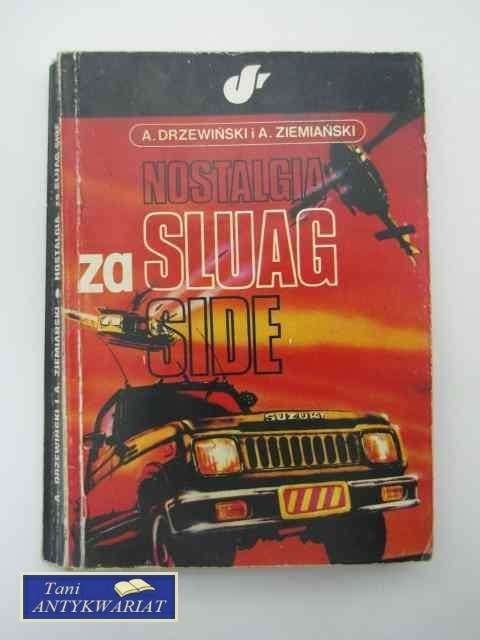 A. DRZEWIŃSKI i A. ZIEMIAŃSKI
NOSTALGIA
za SLUAG
SIDE
SUZUKI
A. DRZEWIŃSKI I A. ZIEMIAŃSKI NOSTALGIA za SLUAG SIDE
Tani
ANTYKWARIAT